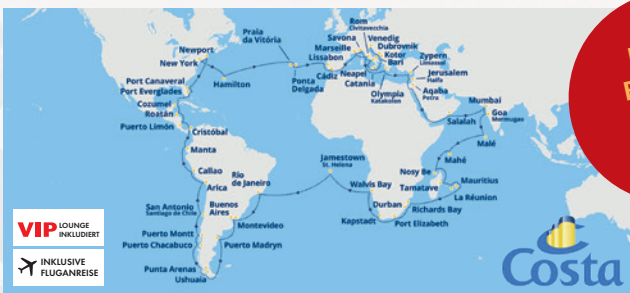 Rom
Civitavecchia
Savona
Venedig
Marseille
Dubrovnik
Lissabon
Kotor
Bari
Zypern
Limassol
Jerusalem
Haifa
Cádiz
Neapel
Catania
Olympia
Katakolon
Aqaba
Petra
Praia
da Vitória
Ponta
Delgada
Newport
New York
Hamilton
Port Canaveral
Port Everglades
Cozumel
Roatán
Puerto Limón
Cristóbal
Manta
Callao
Arica
Rio
de Janeiro
San Antonio
Santiago de Chile
Buenos
Aires
Montevideo
Puerto Montt
Puerto Chacabuco
Puerto Madryn
Punta Arenas
Ushuaia
Jamestown
St. Helena
Walvis Bay
Kapstadt
Port Elizabeth
Durban
Richards Bay
La Réunion
Mauritius
Tamatave
Nosy Be
Mahé
Malé
Salalah
Mumbai
Goa
Mormugao
VIP LOUNGE
INKLUDIERT
INKLUSIVE
FLUGANREISE
Costa